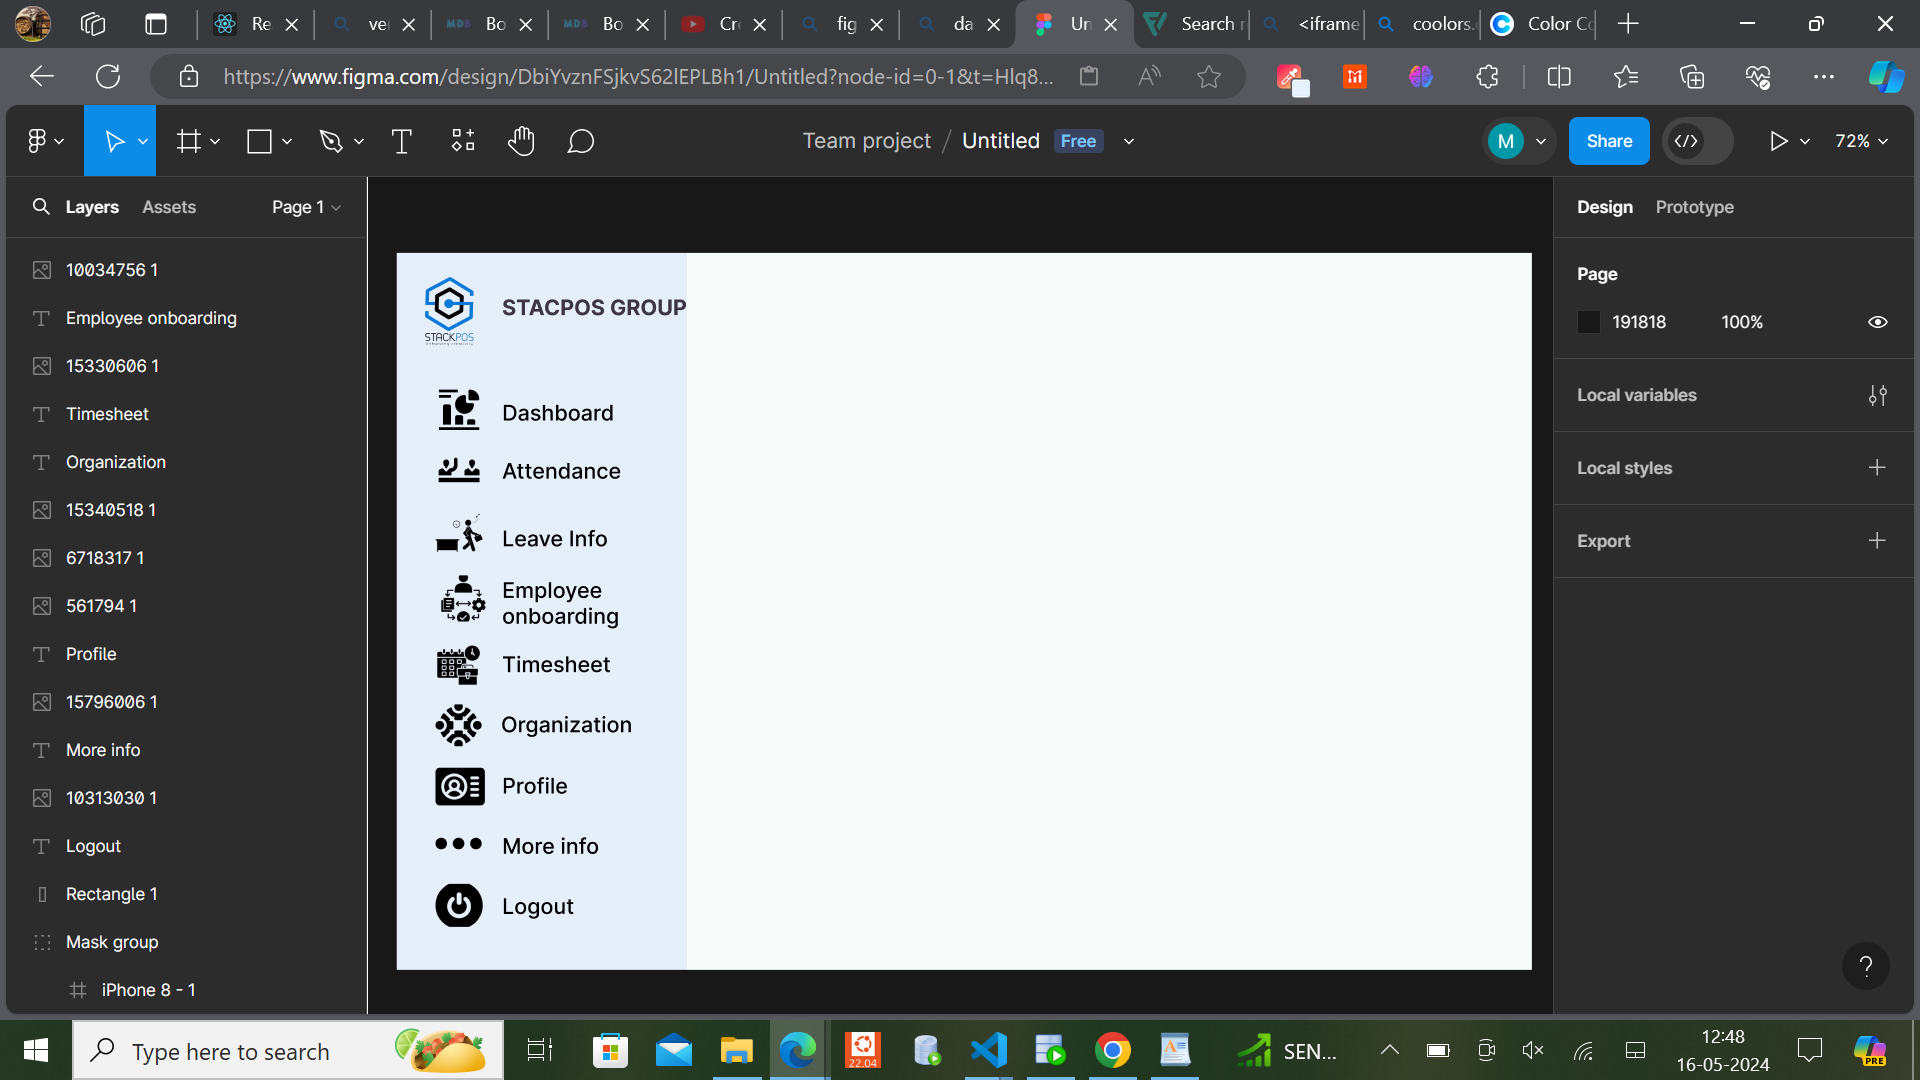 Re
ve
MDB Bo
MDB Bo
Cr
fig
da
Un
Search r
<iframe
coolors.
Color Co
https://www.figma.com/design/DbiYvznFSjkvS62lEPLBh1/Untitled?node-id=0-1&t=Hlq8...
Team project / Untitled Free
M
Share
72%
Layers
Assets
Page 1
10034756 1
Employee onboarding
15330606 1
Timesheet
Organization
15340518 1
6718317 1
561794 1
Profile
15796006 1
More info
10313030 1
Logout
Rectangle 1
Mask group
iPhone 8 - 1
STACKPOS
STACPOS GROUP
Dashboard
Attendance
Leave Info
Employee
onboarding
Timesheet
Organization
Profile
More info
Logout
Design
Prototype
Page
191818
100%
Local variables
Local styles
Export
?
Type here to search
22.04
SEN...
12:48
16-05-2024
PRE